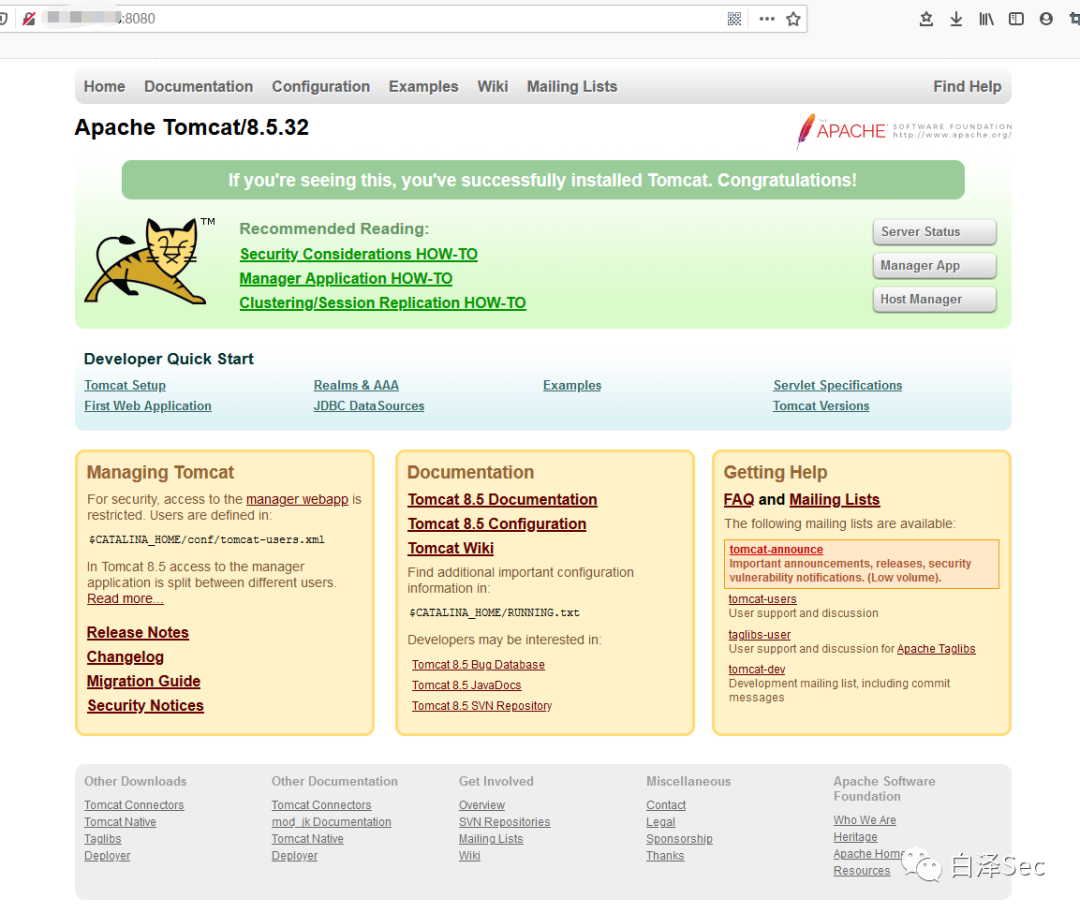 :8080
Home Documentation Configuration Examples Wiki Mailing Lists Find Help
Apache Tomcat/8.5.32
THE APACHE SOFTWARE FOUNDATION
http://www.apache.org/
If you're seeing this, you've successfully installed Tomcat. Congratulations!
TM
Recommended Reading:
Security Considerations HOW-TO
Manager Application HOW-TO
Clustering/Session Replication HOW-TO
Server Status
Manager App
Host Manager
Developer Quick Start
Tomcat Setup
First Web Application
Realms & AAA
JDBC DataSources
Examples
Servlet Specifications
Tomcat Versions
Managing Tomcat
For security, access to the manager webapp is
restricted. Users are defined in:
$CATALINA_HOME/conf/tomcat-users.xml
In Tomcat 8.5 access to the manager
application is split between different users.
Read more...
Release Notes
Changelog
Migration Guide
Security Notices
Documentation
Tomcat 8.5 Documentation
Tomcat 8.5 Configuration
Tomcat Wiki
Find additional important configuration
information in:
$CATALINA_HOME/RUNNING.txt
Developers may be interested in:
Tomcat 8.5 Bug Database
Tomcat 8.5 JavaDocs
Tomcat 8.5 SVN Repository
Getting Help
FAQ and Mailing Lists
The following mailing lists are available:
tomcat-announce
Important announcements, releases, security
vulnerability notifications. (Low volume).
tomcat-users
User support and discussion
taglibs-user
User support and discussion for Apache Taglibs
tomcat-dev
Development mailing list, including commit
messages
Other Downloads
Tomcat Connectors
Tomcat Native
Taglibs
Deployer
Other Documentation
Tomcat Connectors
mod_jk Documentation
Tomcat Native
Deployer
Get Involved
Overview
SVN Repositories
Mailing Lists
Wiki
Miscellaneous
Contact
Legal
Sponsorship
Thanks
Apache Software
Foundation
Who We Are
Heritage
Apache Home
Resources
白泽Sec